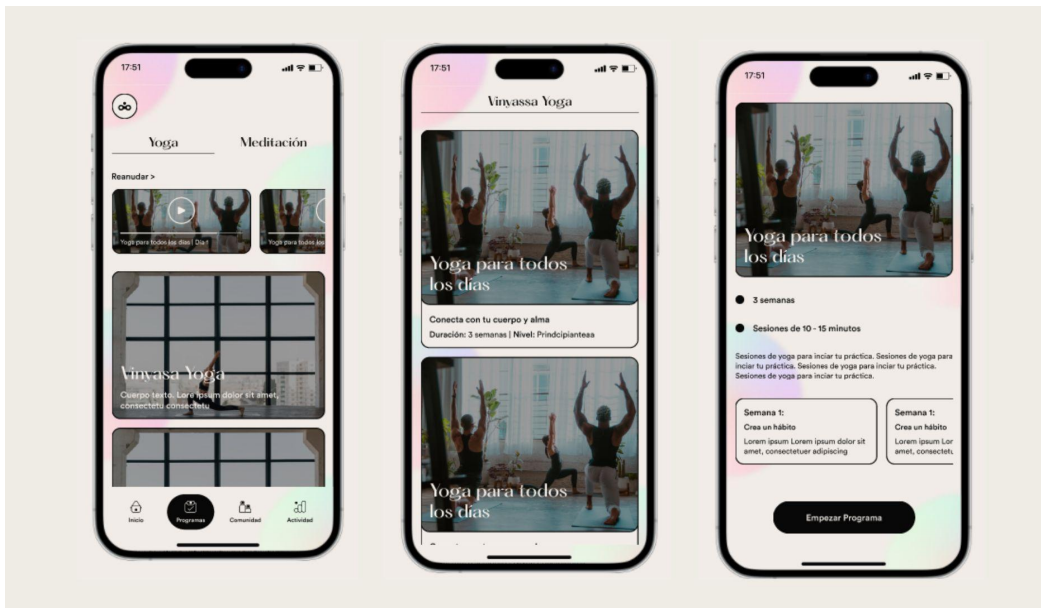 17:51
Yoga
Meditación
Reanudar >
Yoga para todos los días | Día 1
Yoga para todos los
Vinyasa Yoga
Cuerpo texto. Lore ipsum dolor sit amet,
consectetu consectetu
Inicio
Programas
Comunidad
Actividad
17:51
Vinyassa Yoga
Yoga para todos
los días
Conecta con tu cuerpo y alma
Duración: 3 semanas | Nivel: Prindcipianteaa
Yoga para todos
los días
17:51
Yoga para todos
los días
3 semanas
Sesiones de 10 - 15 minutos
Sesiones de yoga para inciar tu práctica. Sesiones de yoga para
inciar tu práctica. Sesiones de yoga para inciar tu práctica.
Sesiones de yoga para inciar tu práctica.
Semana 1:
Crea un hábito
Lorem ipsum Lorem ipsum dolor sit
amet, consectetuer adipiscing
Semana 1:
Crea un hábito
Lorem ipsum Lor
amet, consectetu
Empezar Programa